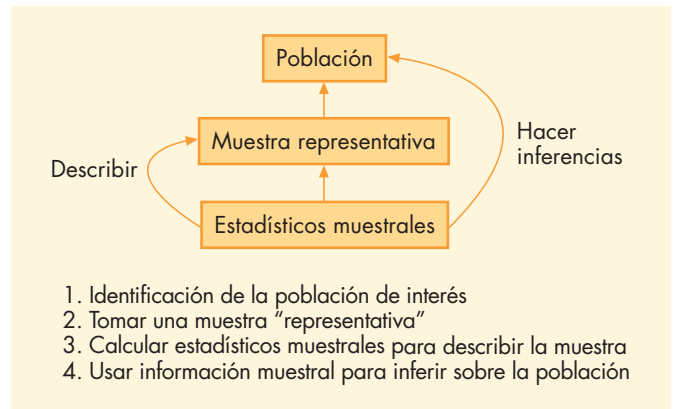 Población
Muestra representativa
Hacer
inferencias
Describir
Estadísticos muestrales
1. Identificación de la población de interés
2. Tomar una muestra “representativa”
3. Calcular estadísticos muestrales para describir la muestra
4. Usar información muestral para inferir sobre la población